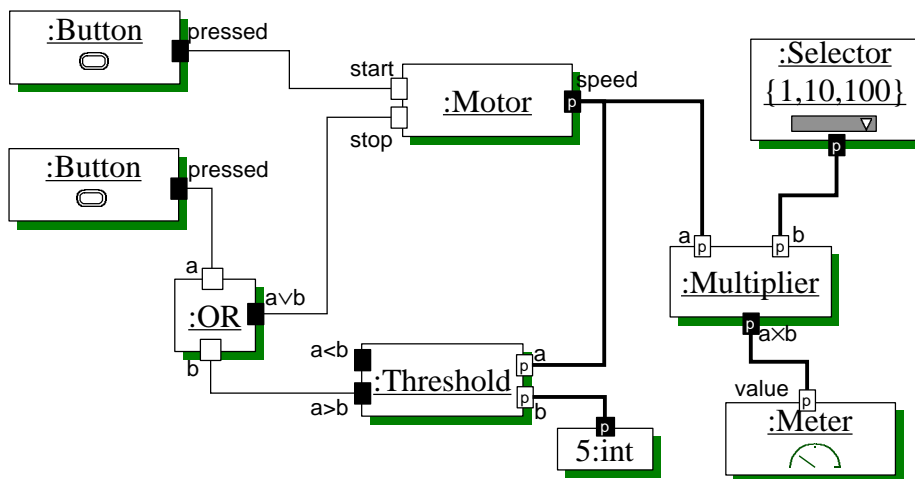 :Button
pressed
:Selector
{1,10,100}
start
:Motor
speed
p
stop
p
:Button
pressed
a
p
p
b
:Multiplier
a
a∨b
:OR
p
a×b
b
a<b
a
p
:Threshold
a>b
p
b
value
p
:Meter
p
5:int